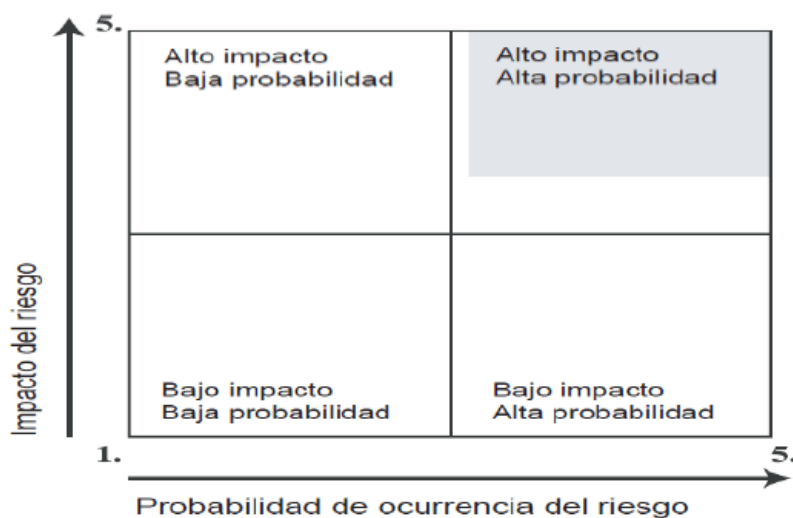 5.
Alto impacto
Baja probabilidad
Alto impacto
Alta probabilidad
Impacto del riesgo
Bajo impacto
Baja probabilidad
Bajo impacto
Alta probabilidad
1.
5.
Probabilidad de ocurrencia del riesgo